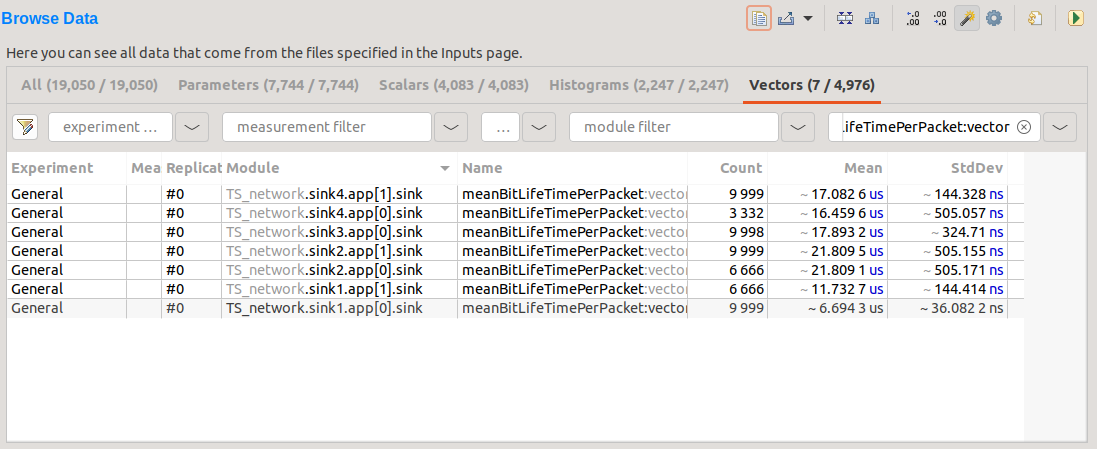 Browse Data
Here you can see all data that come from the files specified in the Inputs page.
All (19,050 / 19,050) Parameters (7,744 / 7,744) Scalars (4,083 / 4,083) Histograms (2,247 / 2,247) Vectors (7 / 4,976)
experiment ... measurement filter ... module filter .ifeTimePerPacket:vector
Experiment Mea Replicat Module Name Count Mean StdDev
General #0 TS_network.sink4.app[1].sink meanBitLifeTimePerPacket:vector 9 999 ~ 17.082 6 us ~ 144.328 ns
General #0 TS_network.sink4.app[0].sink meanBitLifeTimePerPacket:vector 3 332 ~ 16.459 6 us ~ 505.057 ns
General #0 TS_network.sink3.app[0].sink meanBitLifeTimePerPacket:vector 9 998 ~ 17.893 2 us ~ 324.71 ns
General #0 TS_network.sink2.app[1].sink meanBitLifeTimePerPacket:vector 9 999 ~ 21.809 5 us ~ 505.155 ns
General #0 TS_network.sink2.app[0].sink meanBitLifeTimePerPacket:vector 6 666 ~ 21.809 1 us ~ 505.171 ns
General #0 TS_network.sink1.app[1].sink meanBitLifeTimePerPacket:vector 6 666 ~ 11.732 7 us ~ 144.414 ns
General #0 TS_network.sink1.app[0].sink meanBitLifeTimePerPacket:vector 9 999 ~ 6.694 3 us ~ 36.082 2 ns